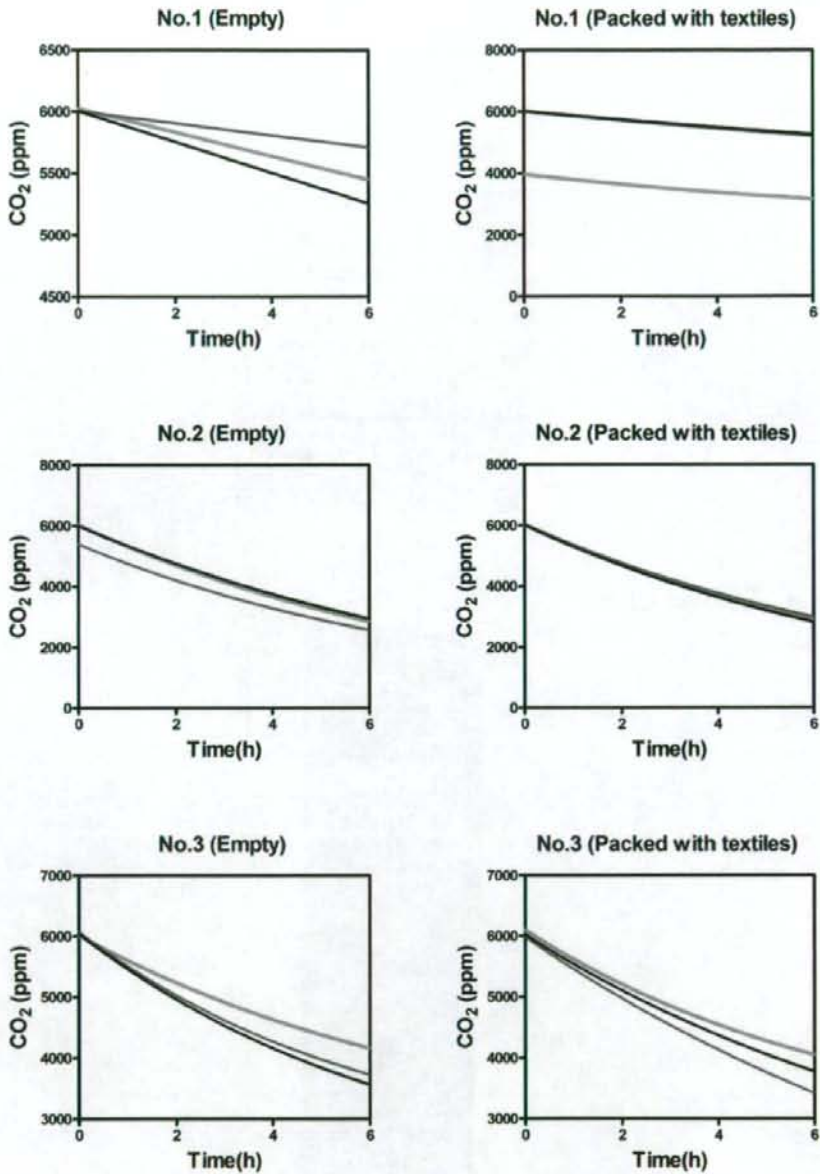 No.1 (Empty)
6500
6000
5500
5000
4500
CO₂ (ppm)
0 2 4 6
Time(h)
No.1 (Packed with textiles)
8000
6000
4000
2000
0
CO₂ (ppm)
0 2 4 6
Time(h)
No.2 (Empty)
8000
6000
4000
2000
0
CO₂ (ppm)
0 2 4 6
Time(h)
No.2 (Packed with textiles)
8000
6000
4000
2000
0
CO₂ (ppm)
0 2 4 6
Time(h)
No.3 (Empty)
7000
6000
5000
4000
3000
CO₂ (ppm)
0 2 4 6
Time(h)
No.3 (Packed with textiles)
7000
6000
5000
4000
3000
CO₂ (ppm)
0 2 4 6
Time(h)